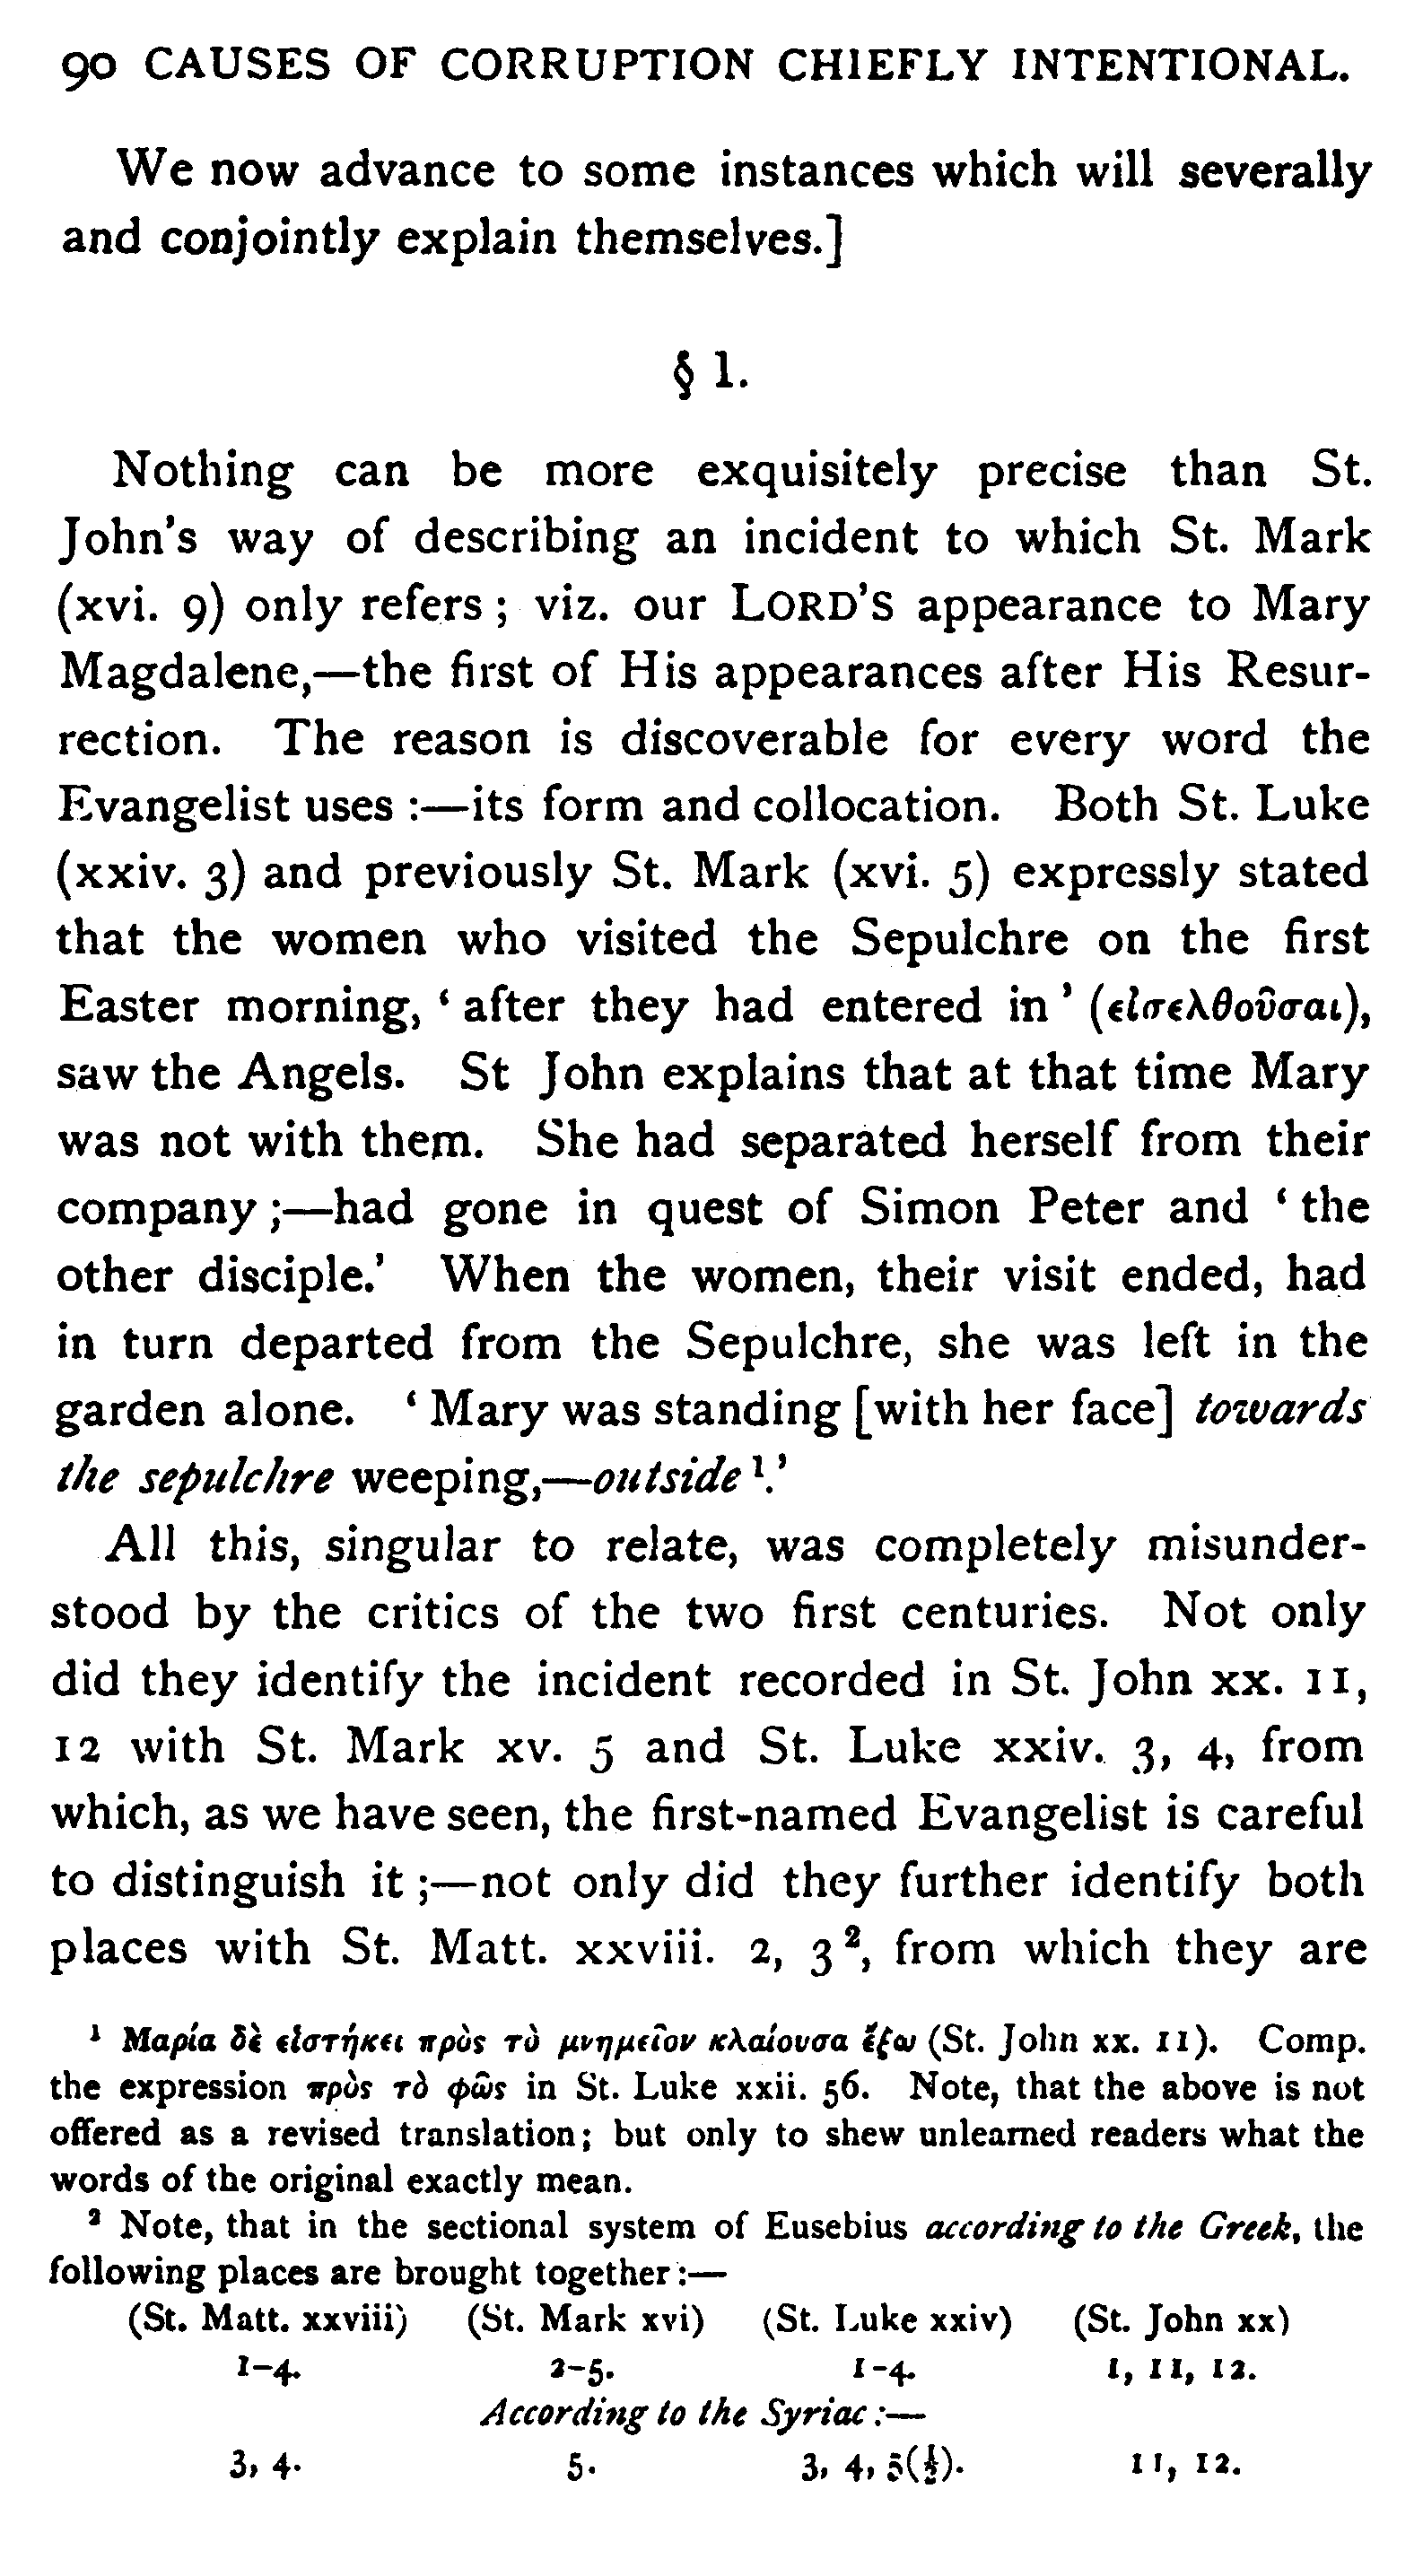 90 CAUSES OF CORRUPTION CHIEFLY INTENTIONAL.
We now advance to some instances which will severally
and conjointly explain themselves.]
§ 1.
Nothing can be more exquisitely precise than St.
John's way of describing an incident to which St. Mark
(xvi. 9) only refers ; viz. our LORD'S appearance to Mary
Magdalene,—the first of His appearances after His Resur-
rection. The reason is discoverable for every word the
Evangelist uses :—its form and collocation. Both St. Luke
(xxiv. 3) and previously St. Mark (xvi. 5) expressly stated
that the women who visited the Sepulchre on the first
Easter morning, ‘ after they had entered in ’ (εἰσελθοῦσαι),
saw the Angels. St John explains that at that time Mary
was not with them. She had separated herself from their
company ;—had gone in quest of Simon Peter and ‘ the
other disciple.’ When the women, their visit ended, had
in turn departed from the Sepulchre, she was left in the
garden alone. ‘ Mary was standing [with her face] towards
the sepulchre weeping,—outside ¹.’
All this, singular to relate, was completely misunder-
stood by the critics of the two first centuries. Not only
did they identify the incident recorded in St. John xx. 11,
12 with St. Mark xv. 5 and St. Luke xxiv. 3, 4, from
which, as we have seen, the first-named Evangelist is careful
to distinguish it ;—not only did they further identify both
places with St. Matt. xxviii. 2, 3 ², from which they are
¹ Μαρία δὲ εἱστήκει πρὸς τὸ μνημεῖον κλαίουσα ἔξω (St. John xx. 11). Comp.
the expression πρὸς τὸ φῶς in St. Luke xxii. 56. Note, that the above is not
offered as a revised translation; but only to shew unlearned readers what the
words of the original exactly mean.
² Note, that in the sectional system of Eusebius according to the Greek, the
following places are brought together :—
(St. Matt. xxviii) (St. Mark xvi) (St. Luke xxiv) (St. John xx)
1-4. 2-5. 1-4. 1, 11, 12.
According to the Syriac :—
3, 4. 5. 3, 4, 5(½). 11, 12.